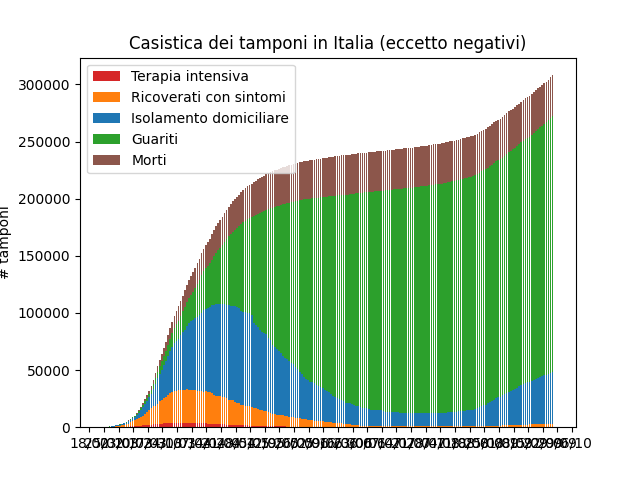 Casistica dei tamponi in Italia (eccetto negativi)
Terapia intensiva
Ricoverati con sintomi
Isolamento domiciliare
Guariti
Morti
# tamponi
300000
250000
200000
150000
100000
50000
0